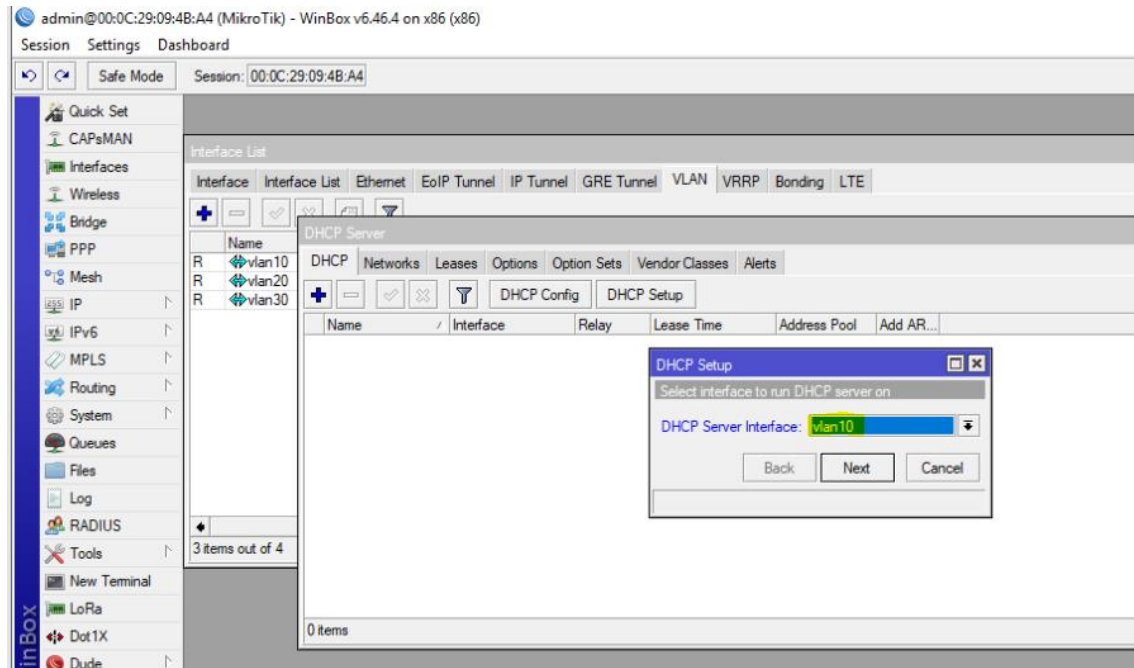 admin@00:0C:29:09:4B:A4 (MikroTik) - WinBox v6.46.4 on x86 (x86)
Session Settings Dashboard
Safe Mode Session: 00:0C:29:09:4B:A4
Quick Set
CAPsMAN
Interfaces
Wireless
Bridge
PPP
Mesh
IP
IPv6
MPLS
Routing
System
Queues
Files
Log
RADIUS
Tools
New Terminal
LoRa
Dot1X
Dude
inBox
Interface List
Interface Interface List Ethernet EoIP Tunnel IP Tunnel GRE Tunnel VLAN VRRP Bonding LTE
Name
R vlan10
R vlan20
R vlan30
3 items out of 4
DHCP Server
DHCP Networks Leases Options Option Sets Vendor Classes Alerts
DHCP Config DHCP Setup
Name / Interface Relay Lease Time Address Pool Add AR...
0 items
DHCP Setup
Select interface to run DHCP server on
DHCP Server Interface: vlan10
Back Next Cancel